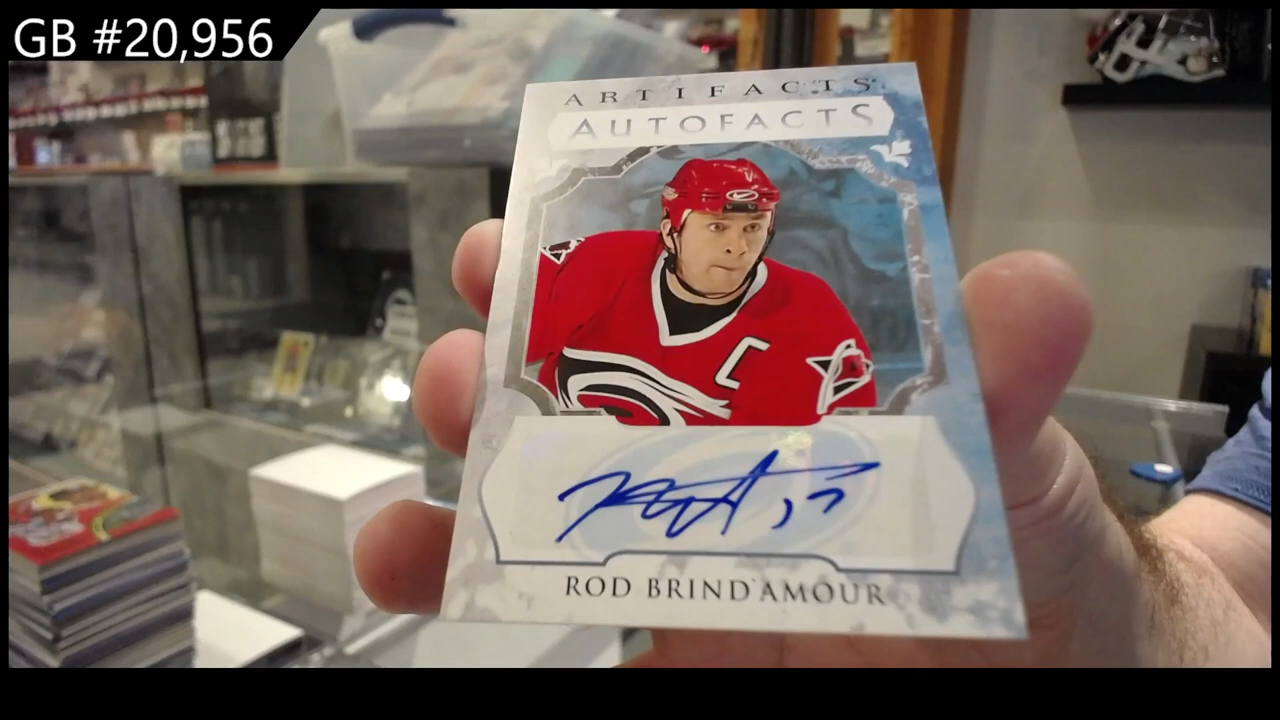 GB #20,956
ARTIFACTS
AUTOFACTS
C
ROD BRIND'AMOUR